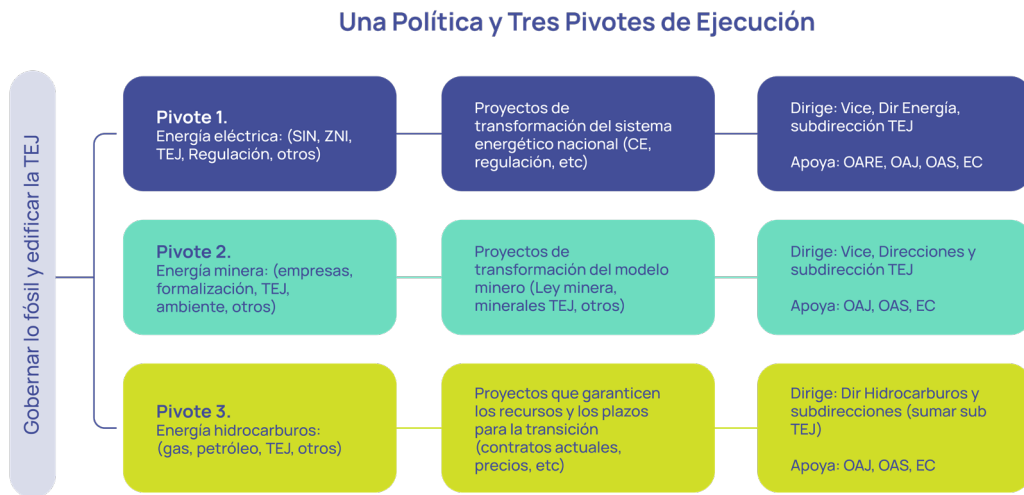 Una Política y Tres Pivotes de Ejecución
Gobernar lo fósil y edificar la TEJ
Pivote 1.
Energía eléctrica: (SIN, ZNI,
TEJ, Regulación, otros)
Proyectos de
transformación del sistema
energético nacional (CE,
regulación, etc)
Dirige: Vice, Dir Energía,
subdirección TEJ
Apoya: OARE, OAJ, OAS, EC
Pivote 2.
Energía minera: (empresas,
formalización, TEJ,
ambiente, otros)
Proyectos de
transformación del modelo
minero (Ley minera,
minerales TEJ, otros)
Dirige: Vice, Direcciones y
subdirección TEJ
Apoya: OAJ, OAS, EC
Pivote 3.
Energía hidrocarburos:
(gas, petróleo, TEJ, otros)
Proyectos que garanticen
los recursos y los plazos
para la transición
(contratos actuales,
precios, etc)
Dirige: Dir Hidrocarburos y
subdirecciones (sumar sub
TEJ)
Apoya: OAJ, OAS, EC